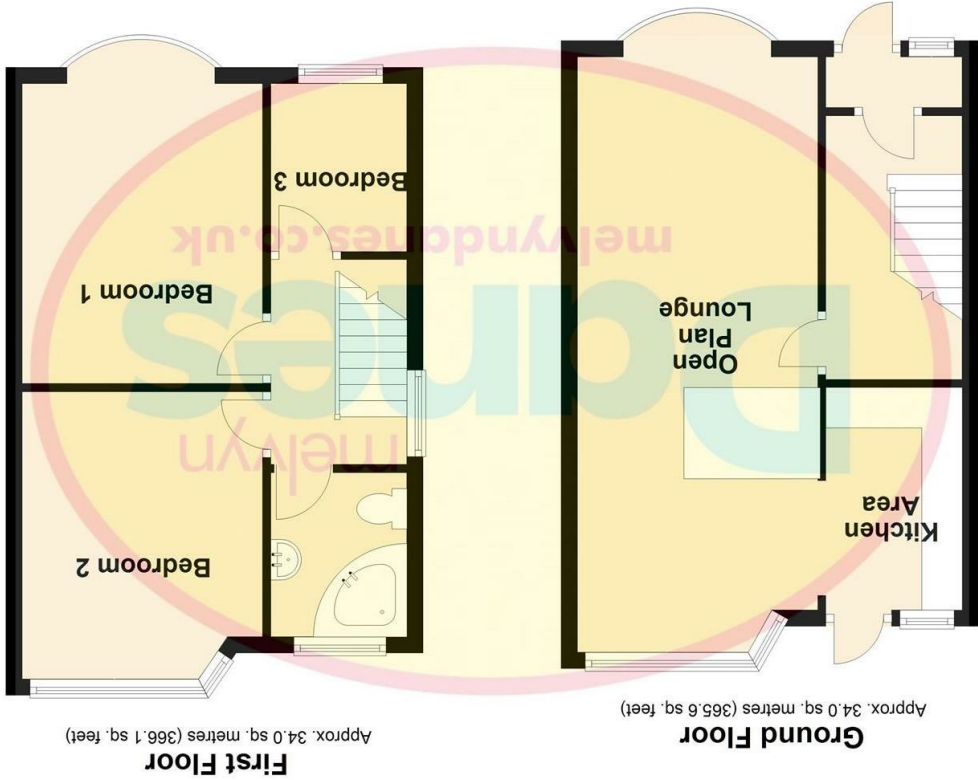 Ground Floor
Approx. 34.0 sq. metres (365.6 sq. feet)
Kitchen
Area
Open
Plan
Lounge
First Floor
Approx. 34.0 sq. metres (366.1 sq. feet)
Bedroom 2
Bedroom 1
Bedroom 3
melvyn
Danes
melvyndanes.co.uk